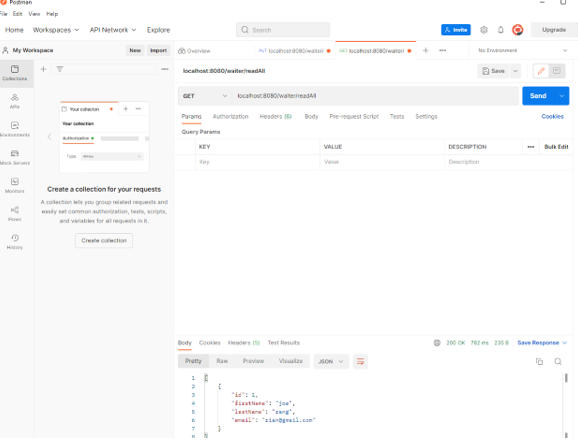 Postman
File Edit View Help
Home Workspaces API Network Explore Search Invite Upgrade
My Workspace New Import Overview PUT localhost:8080/waiter/ GET localhost:8080/waiter/ No Environment
Collections
APIs
Environments
Mock Servers
Monitors
Flows
History
Your collection
Your collection
Authorization
Type
Create a collection for your requests
A collection lets you group related requests and
easily set common authorization, tests, scripts,
and variables for all requests in it.
Create collection
localhost:8080/waiter/readAll Save
GET localhost:8080/waiter/readAll Send
Params Authorization Headers (6) Body Pre-request Script Tests Settings Cookies
Query Params
KEY VALUE DESCRIPTION Bulk Edit
Key Value Description
Body Cookies Headers (5) Test Results 200 OK 782 ms 235 B Save Response
Pretty Raw Preview Visualize JSON
1 [
2 {
3 "id": 1,
4 "firstName": "joe",
5 "lastName": "zang",
6 "email": "zian@gmail.com"
7 }
8 ]